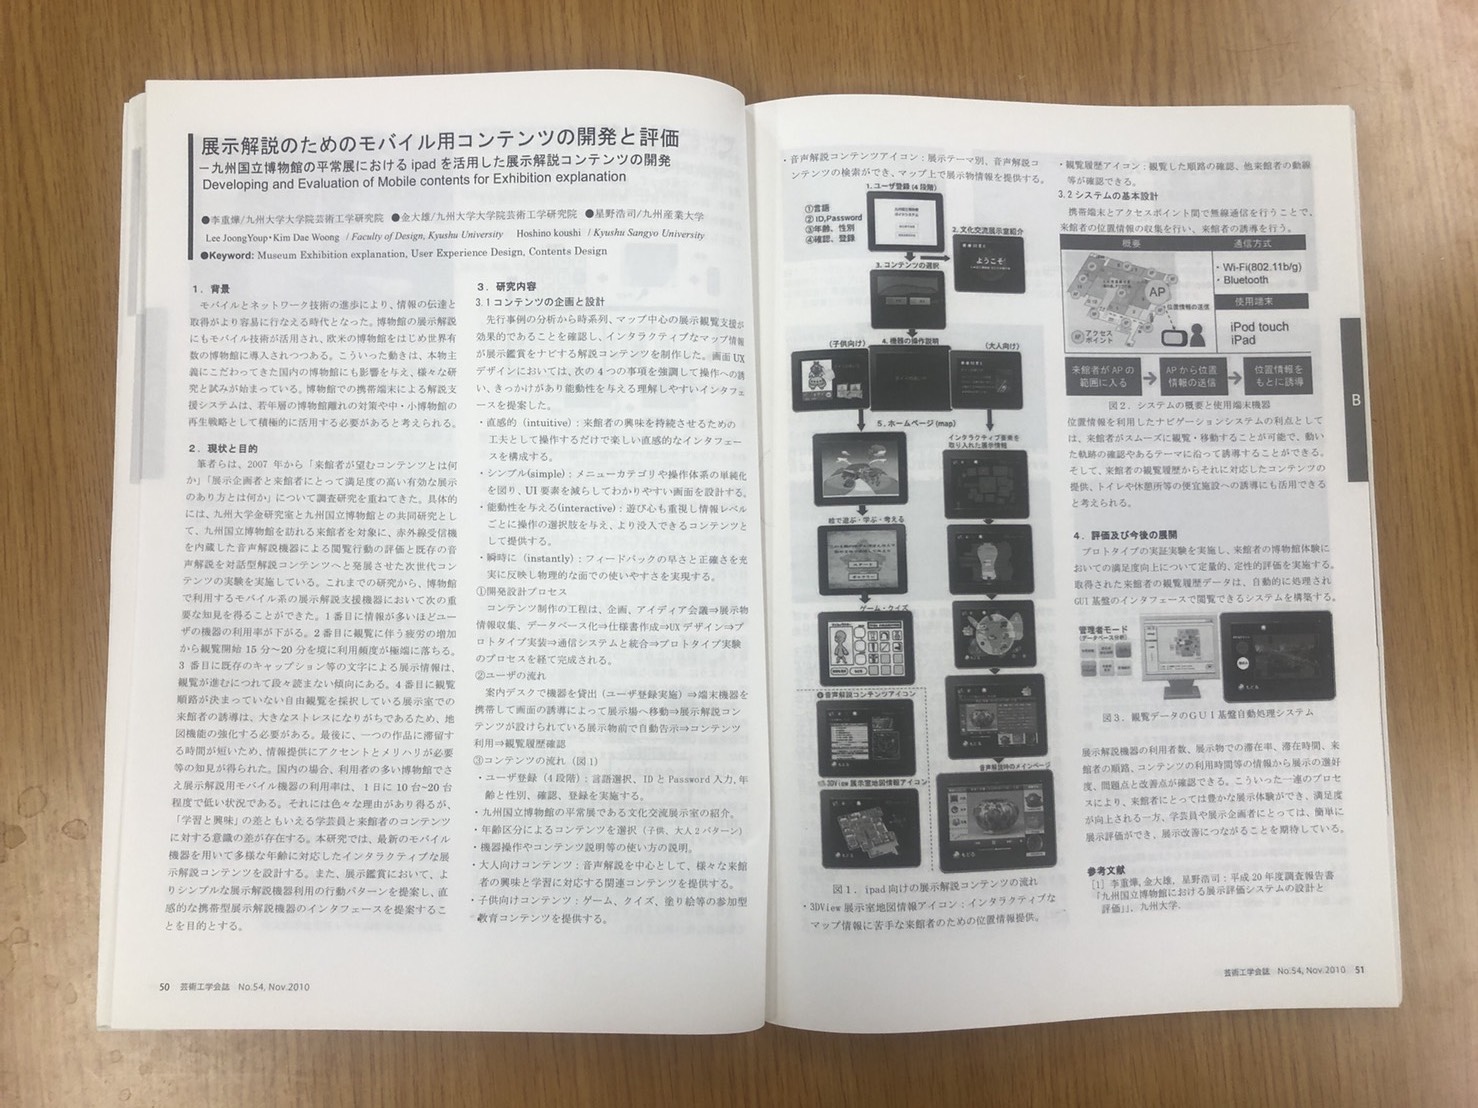 展示解説のためのモバイル用コンテンツの開発と評価
－九州国立博物館の平常展における ipad を活用した展示解説コンテンツの開発
Developing and Evaluation of Mobile contents for Exhibition explanation
●李重燁/九州大学大学院芸術工学研究院 ●金大雄/九州大学大学院芸術工学研究院 ●星野浩司/九州産業大学
Lee JoongYoup・Kim Dae Woong / Faculty of Design, Kyushu University Hoshino koushi / Kyushu Sangyo University
●Keyword: Museum Exhibition explanation, User Experience Design, Contents Design
1．背景
モバイルとネットワーク技術の進歩により、情報の伝達と
取得がより容易に行なえる時代となった。博物館の展示解説
にもモバイル技術が活用され、欧米の博物館をはじめ世界有
数の博物館に導入されつつある。こういった動きは、本物主
義にこだわってきた国内の博物館にも影響を与え、様々な研
究と試みが始まっている。博物館での携帯端末による解説支
援システムは、若年層の博物館離れの対策や中・小博物館の
再生戦略として積極的に活用する必要があると考えられる。
2．現状と目的
筆者らは、2007 年から「来館者が望むコンテンツとは何
か」「展示企画者と来館者にとって満足度の高い有効な展示
のあり方とは何か」について調査研究を重ねてきた。具体的
には、九州大学金研究室と九州国立博物館との共同研究とし
て、九州国立博物館を訪れる来館者を対象に、赤外線受信機
を内蔵した音声解説機器による閲覧行動の評価と既存の音
声解説を対話型解説コンテンツへと発展させた次世代コン
テンツの実験を実施している。これまでの研究から、博物館
で利用するモバイル系の展示解説支援機器において次の重
要な知見を得ることができた。1 番目に情報が多いほどユー
ザの機器の利用率が下がる。2 番目に観覧に伴う疲労の増加
から観覧開始 15 分～20 分を境に利用頻度が極端に落ちる。
3 番目に既存のキャプション等の文字による展示情報は、
観覧が進むにつれて段々読まない傾向にある。4 番目に観覧
順路が決まっていない自由観覧を採択している展示室での
来館者の誘導は、大きなストレスになりがちであるため、地
図機能の強化する必要がある。最後に、一つの作品に滞留す
る時間が短いため、情報提供にアクセントとメリハリが必要
等の知見が得られた。国内の場合、利用者の多い博物館でさ
え展示解説用モバイル機器の利用率は、1 日に 10 台~20 台
程度で低い状況である。それには色々な理由があり得るが、
「学習と興味」の差ともいえる学芸員と来館者のコンテンツ
に対する意識の差が存在する。本研究では、最新のモバイル
機器を用いて多様な年齢に対応したインタラクティブな展
示解説コンテンツを設計する。また、展示鑑賞において、よ
りシンプルな展示解説機器利用の行動パターンを提案し、直
感的な携帯型展示解説機器のインタフェースを提案するこ
とを目的とする。
50 芸術工学会誌 No.54, Nov.2010
3．研究内容
3.1 コンテンツの企画と設計
先行事例の分析から時系列、マップ中心の展示観覧支援が
効果的であることを確認し、インタラクティブなマップ情報
が展示鑑賞をナビする解説コンテンツを制作した。画面 UX
デザインにおいては、次の 4 つの事項を強調して操作への誘
い、きっかけがあり能動性を与える理解しやすいインタフェ
ースを提案した。
・直感的（intuitive）: 来館者の興味を持続させるための
工夫として操作するだけで楽しい直感的なインタフェー
スを構成する。
・シンプル(simple) : メニューカテゴリや操作体系の単純化
を図り、UI 要素を減らしてわかりやすい画面を設計する。
・能動性を与える(interactive) : 遊び心も重視し情報レベル
ごとに操作の選択肢を与え、より没入できるコンテンツと
して提供する。
・瞬時に（instantly）: フィードバックの早さと正確さを充
実に反映し物理的な面での使いやすさを実現する。
①開発設計プロセス
コンテンツ制作の工程は、企画、アイディア会議⇒展示物
情報収集、データベース化⇒仕様書作成⇒UX デザイン⇒プ
ロトタイプ実装⇒通信システムと統合⇒プロトタイプ実験
のプロセスを経て完成される。
②ユーザの流れ
案内デスクで機器を貸出（ユーザ登録実施）⇒端末機器を
携帯して画面の誘導によって展示場へ移動⇒展示解説コン
テンツが設けられている展示物前で自動告示⇒コンテンツ
利用⇒観覧履歴確認
③コンテンツの流れ（図1）
・ユーザ登録（4 段階）: 言語選択、ID と Password 入力、年
齢と性別、確認、登録を実施する。
・九州国立博物館の平常展である文化交流展示室の紹介。
・年齢区分によるコンテンツを選択（子供、大人 2 パターン）
・機器操作やコンテンツ説明等の使い方の説明。
・大人向けコンテンツ : 音声解説を中心として、様々な来館
者の興味と学習に対応する関連コンテンツを提供する。
・子供向けコンテンツ : ゲーム、クイズ、塗り絵等の参加型
教育コンテンツを提供する。
・音声解説コンテンツアイコン : 展示テーマ別、音声解説コ
ンテンツの検索ができ、マップ上で展示物情報を提供する。
1．ユーザ登録（4 段階）
①言語
②ID,Password
③年齢、性別
④確認、登録
2．文化交流展示室紹介
ようこそ!
3．コンテンツの選択
（子供向け）
4．機器の操作説明
（大人向け）
5．ホームページ（map）
インタラクティブ要素を
取り入れた展示情報
絵で遊ぶ・学ぶ・考える
ゲーム・クイズ
音声解説コンテンツアイコン
3DView 展示室地図情報アイコン
音声解説時のメインページ
図1．ipad 向けの展示解説コンテンツの流れ
・3DView 展示室地図情報アイコン : インタラクティブな
マップ情報に苦手な来館者のための位置情報提供。
・観覧履歴アイコン : 観覧した順路の確認、他来館者の動線
等が確認できる。
3.2 システムの基本設計
携帯端末とアクセスポイント間で無線通信を行うことで、
来館者の位置情報の収集を行い、来館者の誘導を行う。
概要
通信方式
・Wi-Fi(802.11b/g)
・Bluetooth
AP
位置情報の送信
使用端末
iPod touch
iPad
アクセス
ポイント
来館者が AP の
範囲に入る
AP から位置
情報の送信
位置情報を
もとに誘導
図2．システムの概要と使用端末機器
位置情報を利用したナビゲーションシステムの利点として
は、来館者がスムーズに観覧・移動することが可能で、動い
た軌跡の確認やあるテーマに沿って誘導することができる。
そして、来館者の観覧履歴からそれに対応したコンテンツの
提供、トイレや休憩所等の便宜施設への誘導にも活用できる
と考えられる。
4．評価及び今後の展開
プロトタイプの実証実験を実施し、来館者の博物館体験に
おいての満足度向上について定量的、定性的評価を実施する。
取得された来館者の観覧履歴データは、自動的に処理され
GUI 基盤のインタフェースで閲覧できるシステムを構築する。
管理者モード
（データベース分析）
図3．観覧データのＧＵＩ基盤自動処理システム
展示解説機器の利用者数、展示物での滞在率、滞在時間、来
館者の順路、コンテンツの利用時間等の情報から展示の選好
度、問題点と改善点が確認できる。こういった一連のプロセ
スにより、来館者にとっては豊かな展示体験ができ、満足度
が向上される一方、学芸員や展示企画者にとっては、簡単に
展示評価ができ、展示改善につながることを期待している。
参考文献
[1] 李重燁、金大雄、星野浩司 : 平成 20 年度調査報告書
「九州国立博物館における展示評価システムの設計と
評価」」、九州大学、
B
芸術工学会誌 No.54, Nov.2010 51